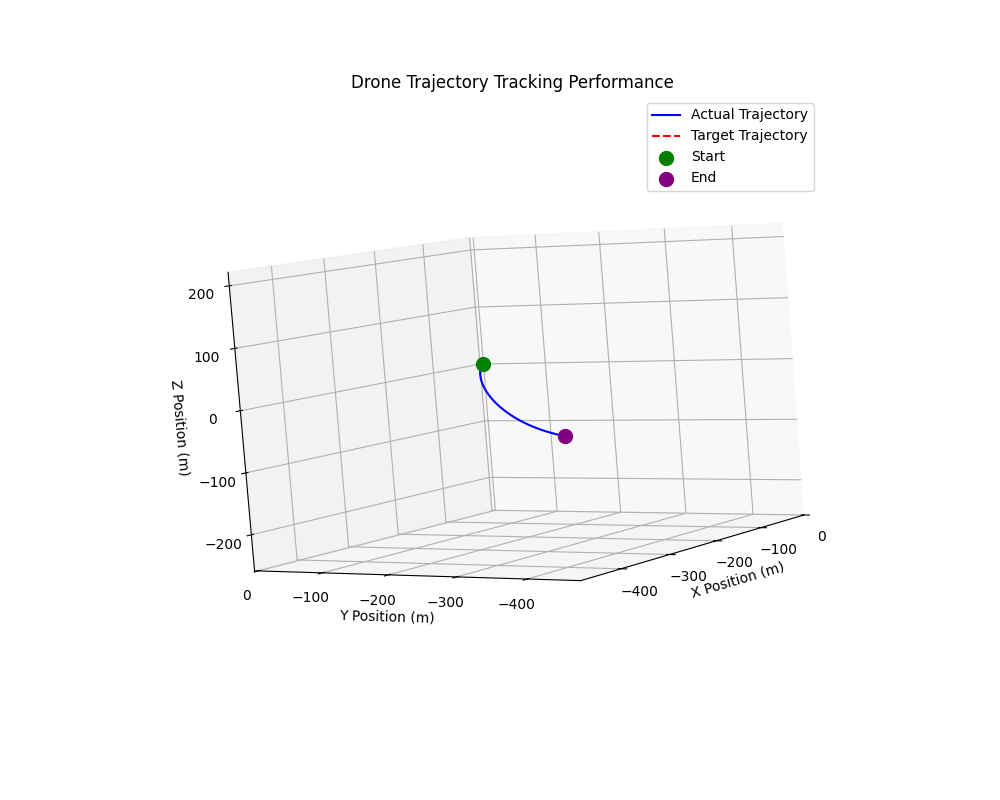 Drone Trajectory Tracking Performance
Actual Trajectory
Target Trajectory
Start
End
200
100
0
−100
−200
Z Position (m)
0
−100
−200
−300
−400
Y Position (m)
−400
−300
−200
−100
0
X Position (m)